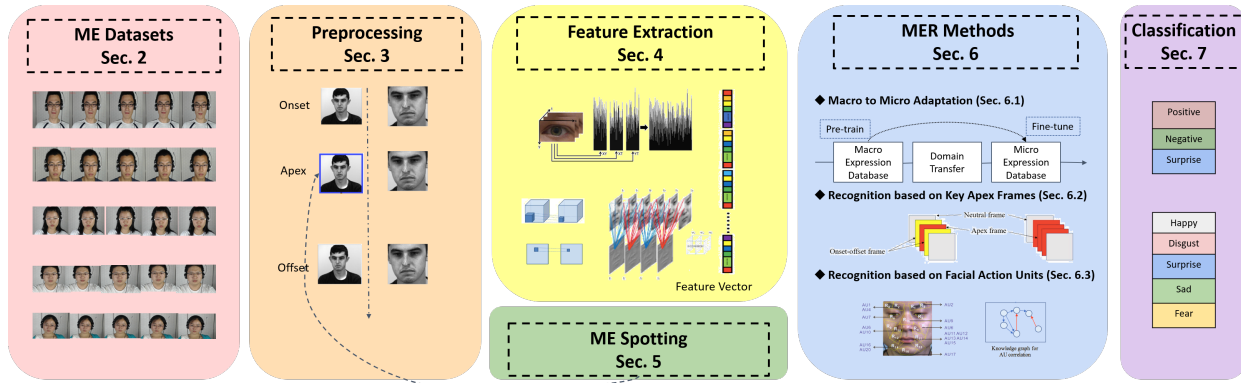 ME Datasets
Sec. 2
Preprocessing
Sec. 3
Onset
Apex
Offset
Feature Extraction
Sec. 4
Feature Vector
ME Spotting
Sec. 5
MER Methods
Sec. 6
◆ Macro to Micro Adaptation (Sec. 6.1)
Pre-train
Fine-tune
Macro
Expression
Database
Domain
Transfer
Micro
Expression
Database
◆ Recognition based on Key Apex Frames (Sec. 6.2)
Neutral frame
Apex frame
Onset-offset frame
◆ Recognition based on Facial Action Units (Sec. 6.3)
AU2
AU7
AU17
Knowledge graph for
AU correlation
Classification
Sec. 7
Positive
Negative
Surprise
Happy
Disgust
Surprise
Sad
Fear